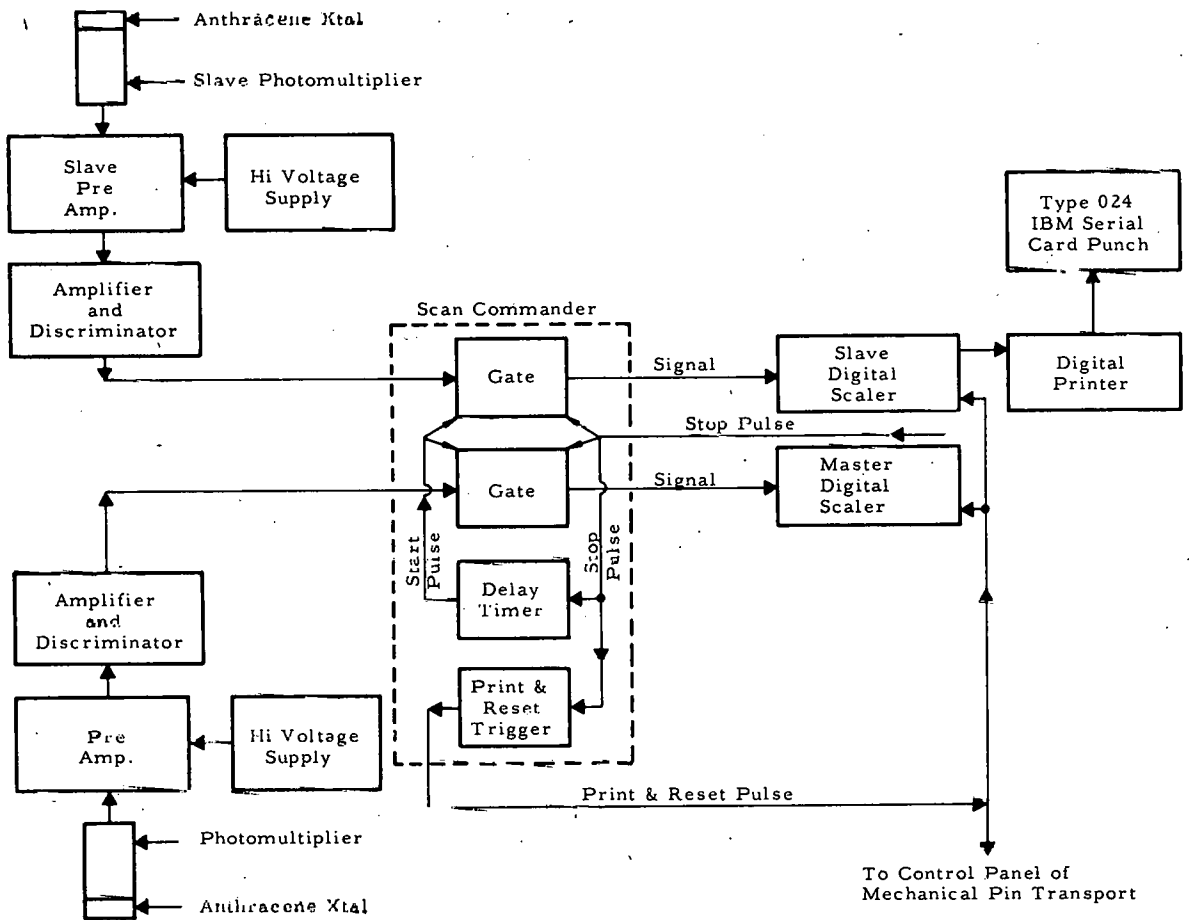 Anthracene Xtal
Slave Photomultiplier
Slave
Pre
Amp.
Hi Voltage
Supply
Type 024
IBM Serial
Card Punch
Amplifier
and
Discriminator
Scan Commander
Gate
Signal
Slave
Digital
Scaler
Digital
Printer
Stop Pulse
Gate
Signal
Master
Digital
Scaler
Start
Pulse
Stop
Pulse
Delay
Timer
Amplifier
and
Discriminator
Print &
Reset
Trigger
Pre
Amp.
Hi Voltage
Supply
Print & Reset Pulse
Photomultiplier
Anthracene Xtal
To Control Panel of
Mechanical Pin Transport